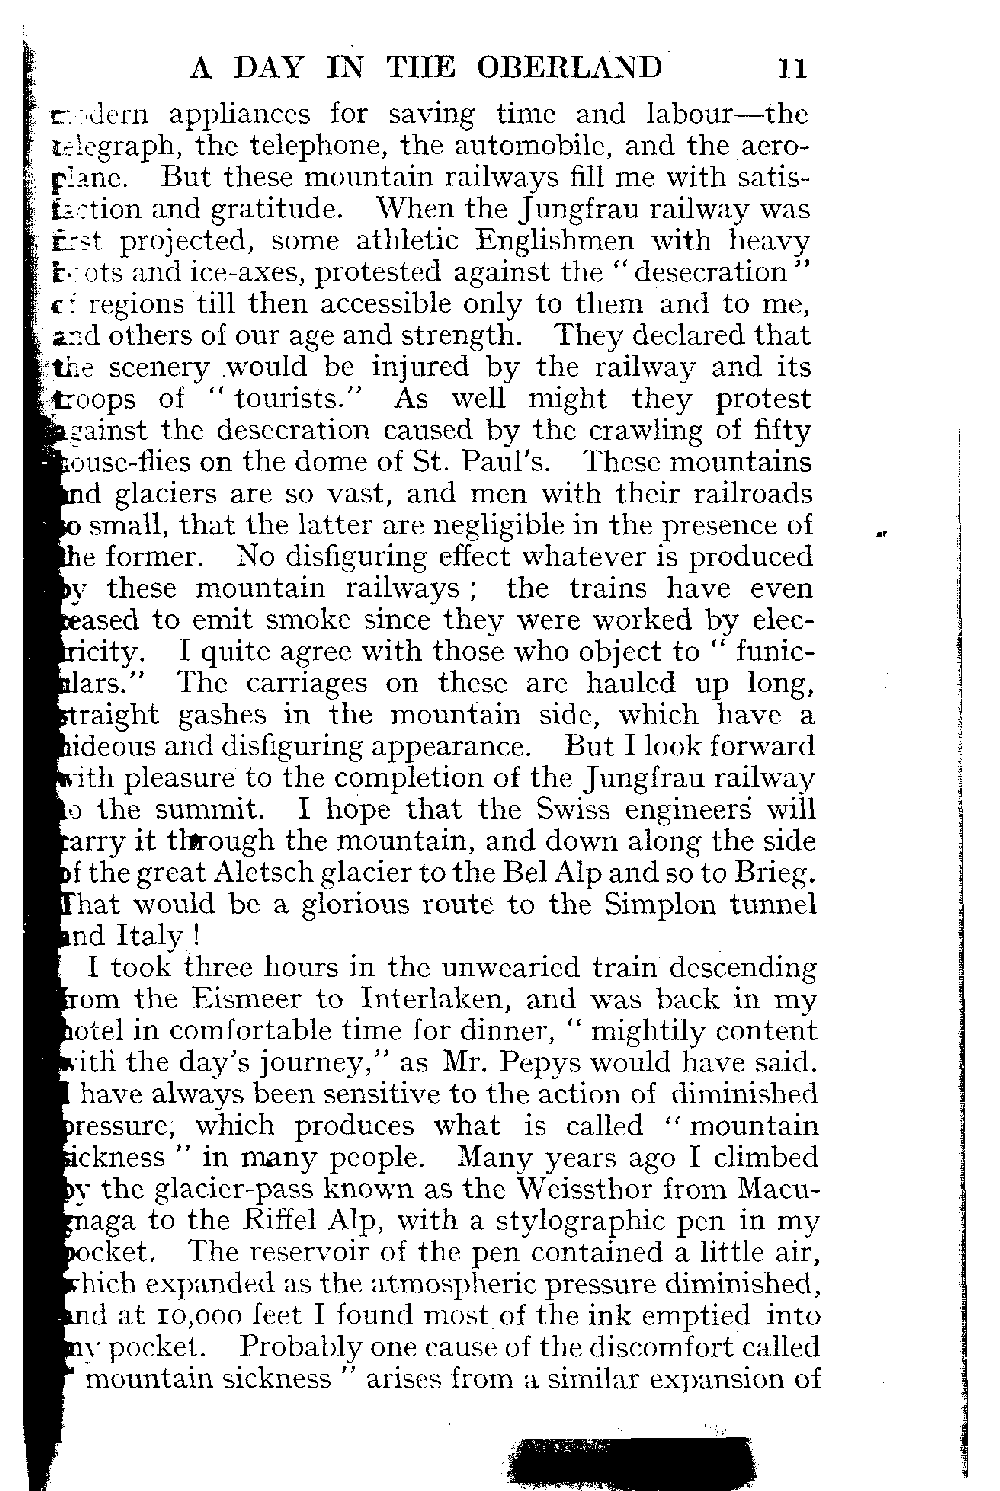 A DAY IN THE OBERLAND 11
modern appliances for saving time and labour—the
telegraph, the telephone, the automobile, and the aero-
plane. But these mountain railways fill me with satis-
faction and gratitude. When the Jungfrau railway was
first projected, some athletic Englishmen with heavy
boots and ice-axes, protested against the “ desecration ”
of regions till then accessible only to them and to me,
and others of our age and strength. They declared that
the scenery would be injured by the railway and its
troops of “ tourists.” As well might they protest
against the desecration caused by the crawling of fifty
house-flies on the dome of St. Paul's. These mountains
and glaciers are so vast, and men with their railroads
so small, that the latter are negligible in the presence of
the former. No disfiguring effect whatever is produced
by these mountain railways ; the trains have even
ceased to emit smoke since they were worked by elec-
tricity. I quite agree with those who object to “ funic-
ulars.” The carriages on these are hauled up long,
straight gashes in the mountain side, which have a
hideous and disfiguring appearance. But I look forward
with pleasure to the completion of the Jungfrau railway
to the summit. I hope that the Swiss engineers will
carry it through the mountain, and down along the side
of the great Aletsch glacier to the Bel Alp and so to Brieg.
That would be a glorious route to the Simplon tunnel
and Italy !
I took three hours in the unwearied train descending
from the Eismeer to Interlaken, and was back in my
hotel in comfortable time for dinner, “ mightily content
with the day's journey,” as Mr. Pepys would have said.
I have always been sensitive to the action of diminished
pressure, which produces what is called “ mountain
sickness ” in many people. Many years ago I climbed
by the glacier-pass known as the Weissthor from Macu-
gnaga to the Riffel Alp, with a stylographic pen in my
pocket. The reservoir of the pen contained a little air,
which expanded as the atmospheric pressure diminished,
and at 10,000 feet I found most of the ink emptied into
my pocket. Probably one cause of the discomfort called
“ mountain sickness ” arises from a similar expansion of